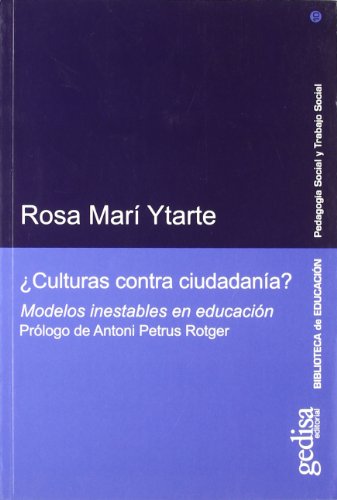 Rosa Marí Ytarte
¿Culturas contra ciudadanía?
Modelos inestables en educación
Prólogo de Antoni Petrus Rotger
BIBLIOTECA de EDUCACIÓN
Pedagogía Social y Trabajo Social
gedisa
editorial